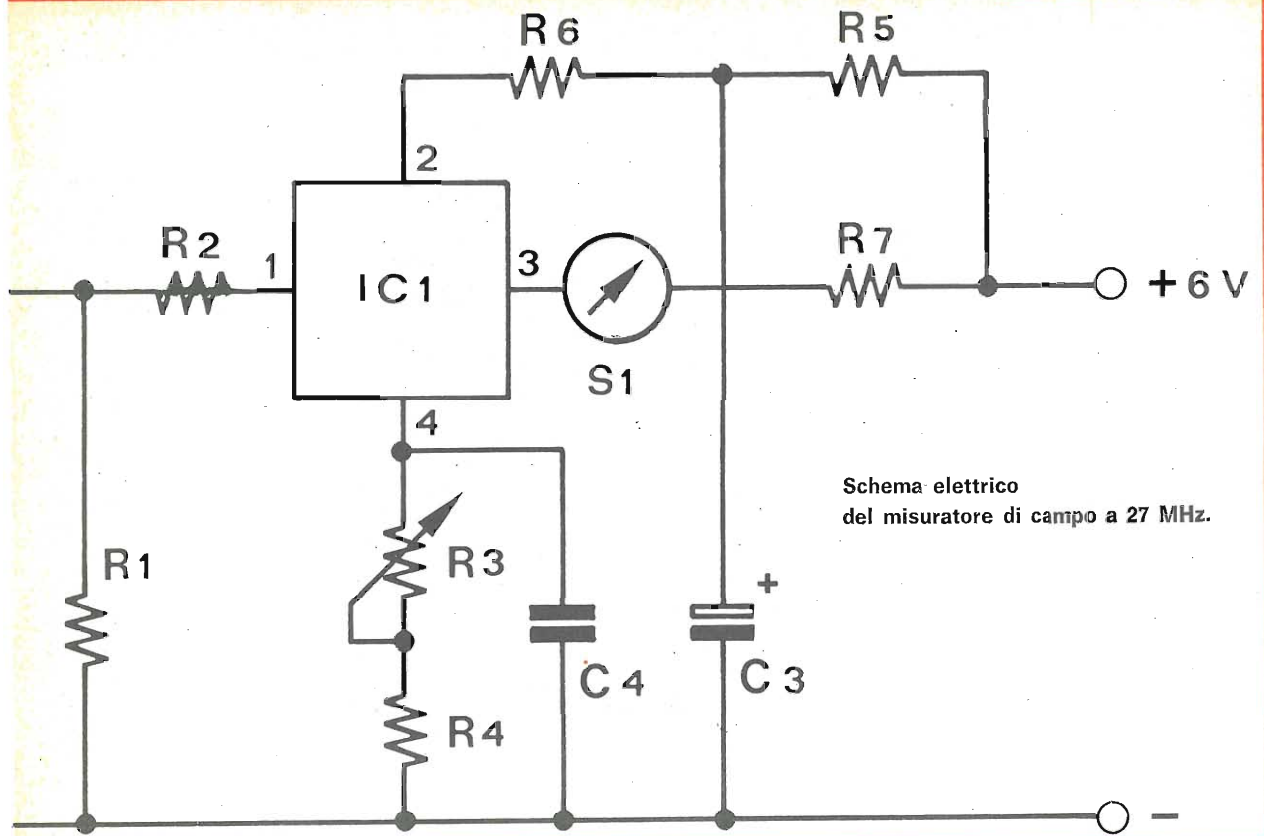 R6
R5
2
R2
1
IC1
3
R7
+ 6 V
S1
4
Schema elettrico
del misuratore di campo a 27 MHz.
R1
R3
+
C4
C3
R4
−